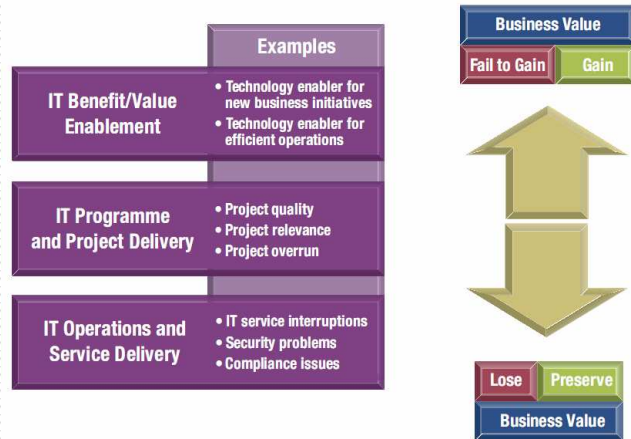 Examples
IT Benefit/Value
Enablement
• Technology enabler for
new business initiatives
• Technology enabler for
efficient operations
IT Programme
and Project Delivery
• Project quality
• Project relevance
• Project overrun
IT Operations and
Service Delivery
• IT service interruptions
• Security problems
• Compliance issues
Business Value
Fail to Gain
Gain
Lose
Preserve
Business Value